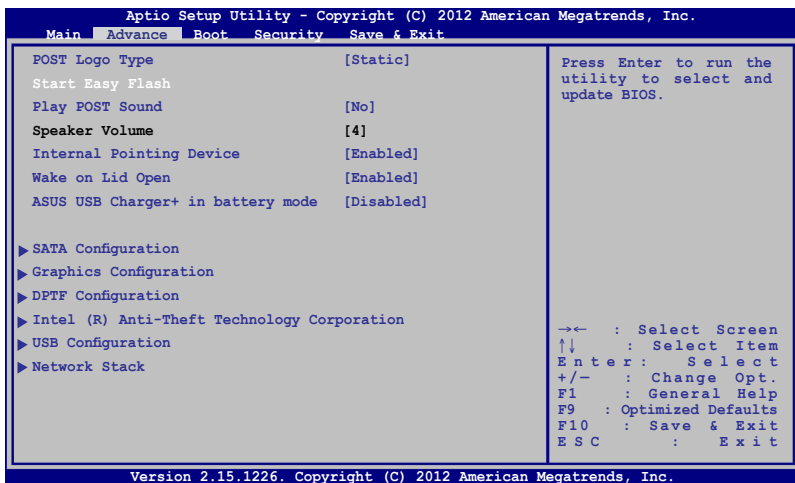 Aptio Setup Utility - Copyright (C) 2012 American Megatrends, Inc.
Main Advance Boot Security Save & Exit
POST Logo Type [Static]
Start Easy Flash
Play POST Sound [No]
Speaker Volume [4]
Internal Pointing Device [Enabled]
Wake on Lid Open [Enabled]
ASUS USB Charger+ in battery mode [Disabled]
SATA Configuration
Graphics Configuration
DPTF Configuration
Intel (R) Anti-Theft Technology Corporation
USB Configuration
Network Stack
Press Enter to run the
utility to select and
update BIOS.
→← : Select Screen
↑↓ : Select Item
Enter: Select
+/— : Change Opt.
F1 : General Help
F9 : Optimized Defaults
F10 : Save & Exit
ESC : Exit
Version 2.15.1226. Copyright (C) 2012 American Megatrends, Inc.